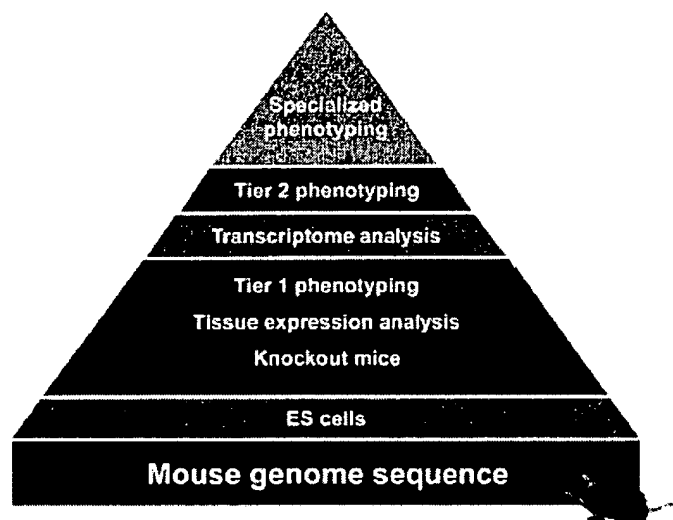 Specialized
phenotyping
Tier 2 phenotyping
Transcriptome analysis
Tier 1 phenotyping
Tissue expression analysis
Knockout mice
ES cells
Mouse genome sequence